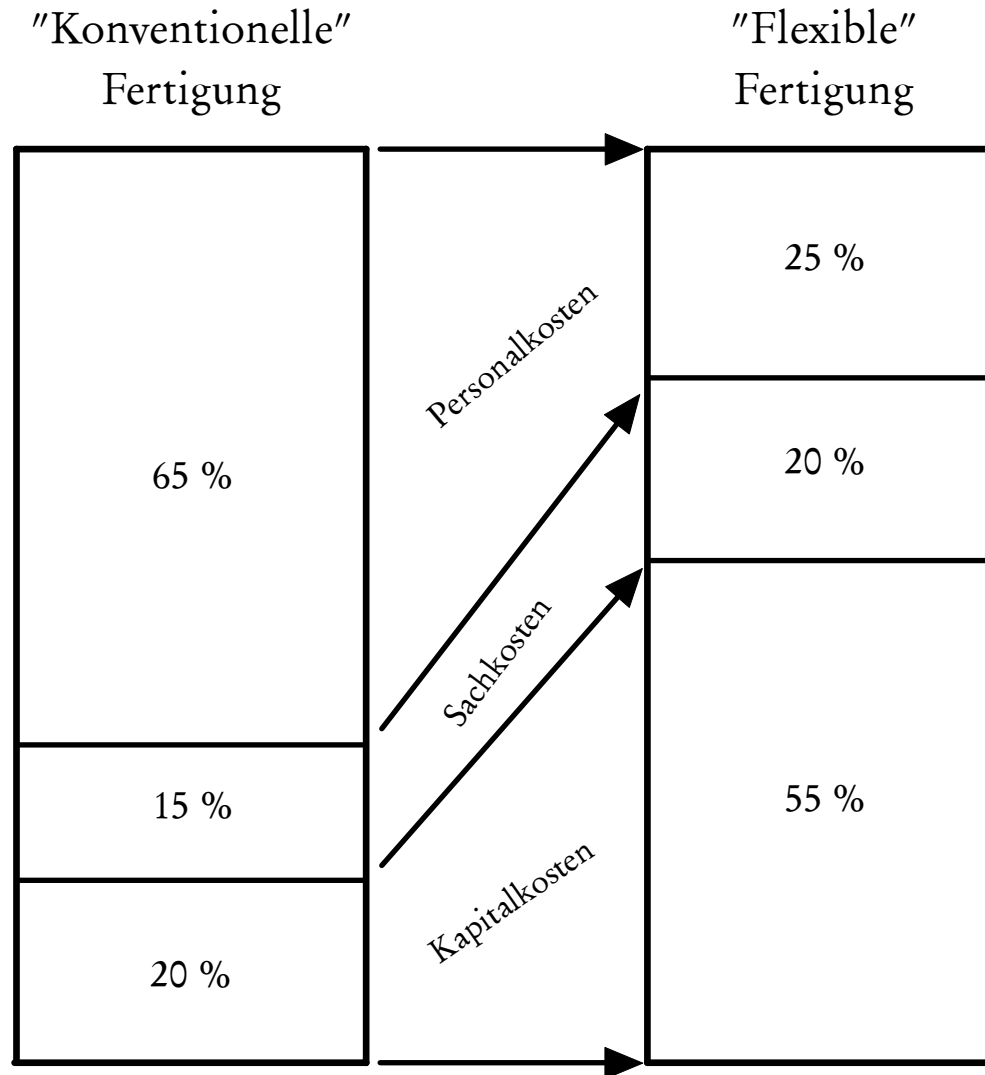 "Konventionelle"
Fertigung
"Flexible"
Fertigung
65 %
15 %
20 %
Personalkosten
Sachkosten
Kapitalkosten
25 %
20 %
55 %